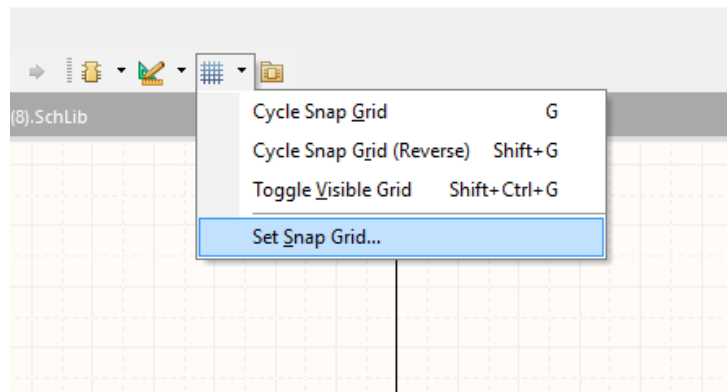 (8).SchLib
Cycle Snap Grid G
Cycle Snap Grid (Reverse) Shift+G
Toggle Visible Grid Shift+Ctrl+G
Set Snap Grid...